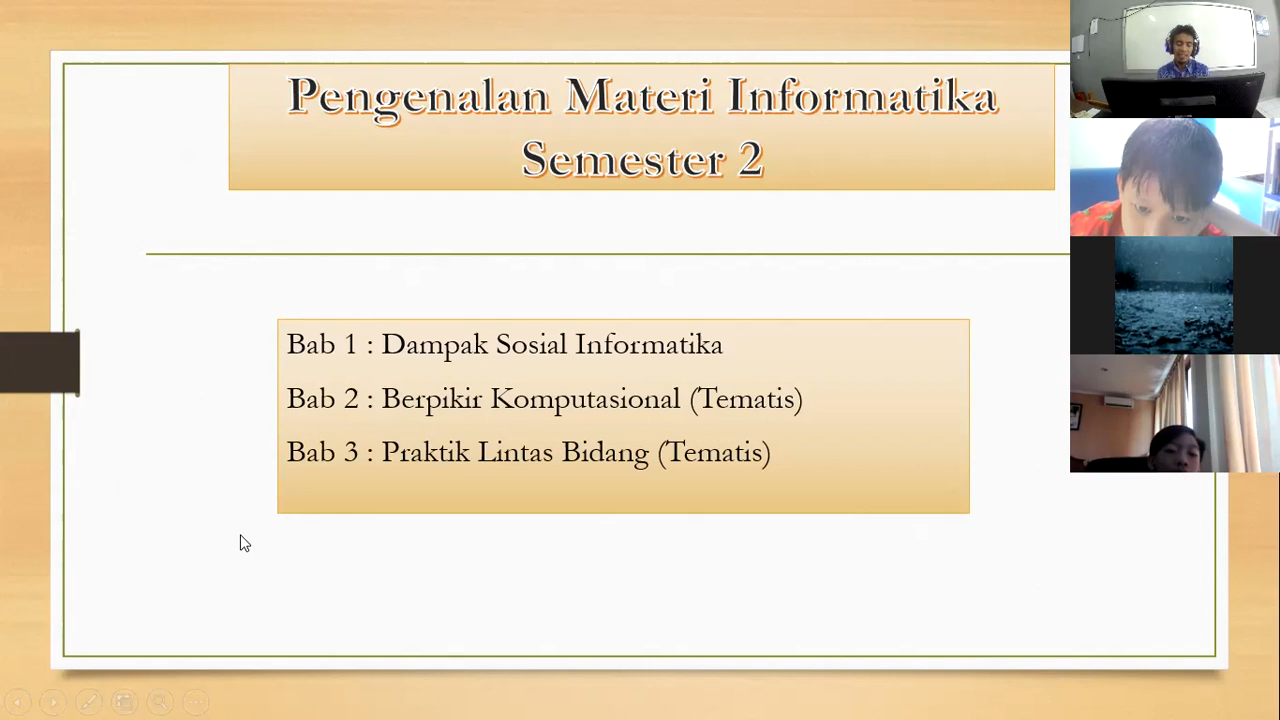 Pengenalan Materi Informatika
Semester 2
Bab 1 : Dampak Sosial Informatika
Bab 2 : Berpikir Komputasional (Tematis)
Bab 3 : Praktik Lintas Bidang (Tematis)